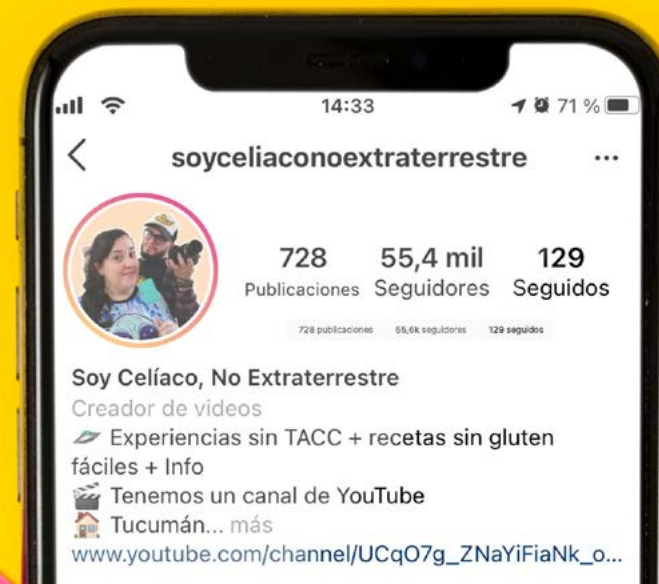 14:33
71 %
soyceliaconoextraterrestre
...
728 55,4 mil 129
Publicaciones Seguidores Seguidos
728 publicaciones 55,6k seguidores 129 seguidos
Soy Celíaco, No Extraterrestre
Creador de videos
Experiencias sin TACC + recetas sin gluten
fáciles + Info
Tenemos un canal de YouTube
Tucumán... más
www.youtube.com/channel/UCqO7g_ZNaYiFiaNk_o...